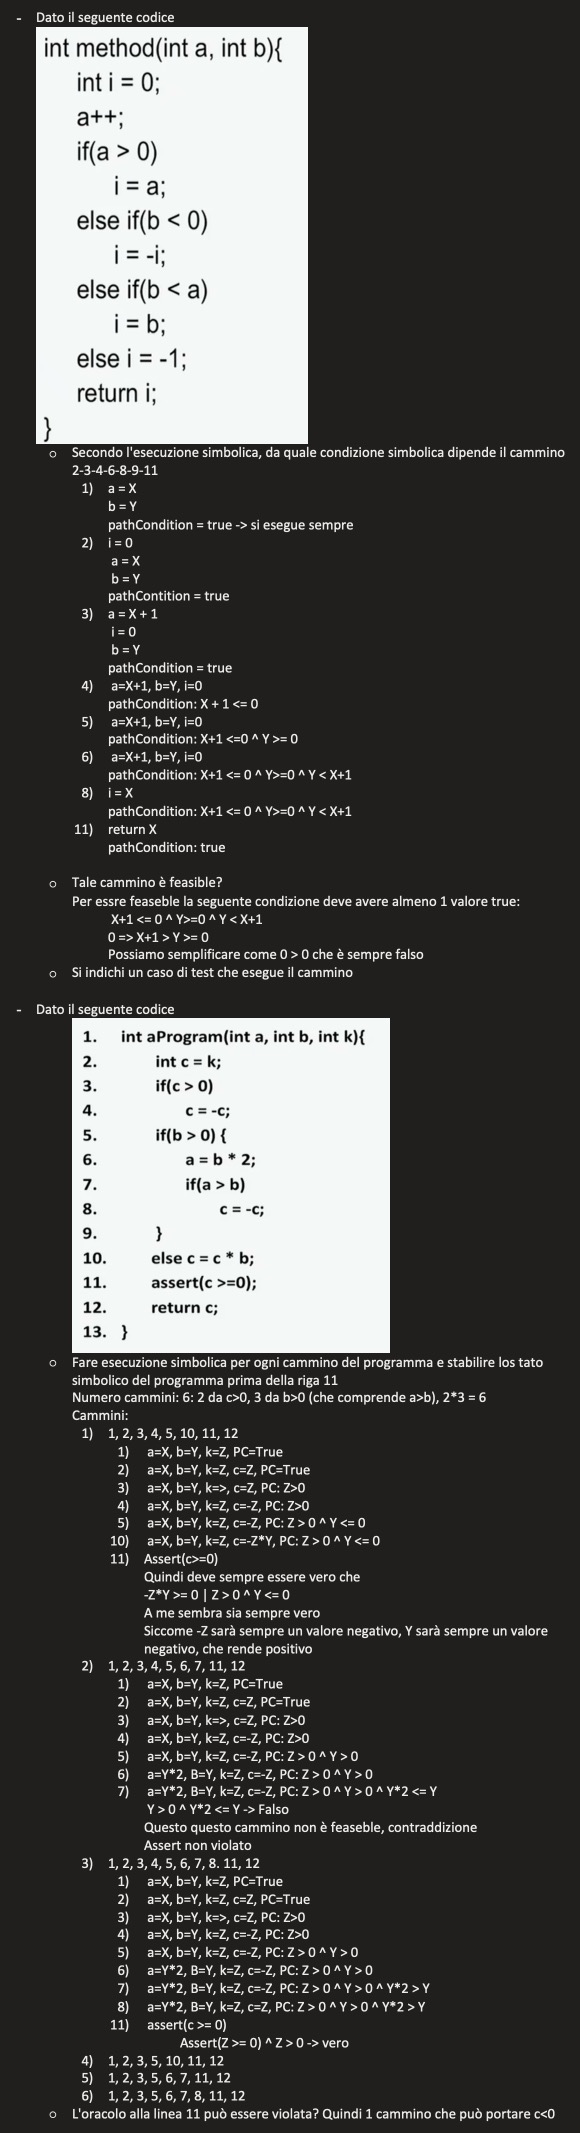 - Dato il seguente codice
int method(int a, int b){
int i = 0;
a++;
if(a > 0)
i = a;
else if(b < 0)
i = -i;
else if(b < a)
i = b;
else i = -1;
return i;
}
o Secondo l'esecuzione simbolica, da quale condizione simbolica dipende il cammino
2-3-4-6-8-9-11
1) a = X
b = Y
pathCondition = true -> si esegue sempre
2) i = 0
a = X
b = Y
pathContition = true
3) a = X + 1
i = 0
b = Y
pathCondition = true
4) a=X+1, b=Y, i=0
pathCondition: X + 1 <= 0
5) a=X+1, b=Y, i=0
pathCondition: X+1 <=0 ^ Y >= 0
6) a=X+1, b=Y, i=0
pathCondition: X+1 <= 0 ^ Y>=0 ^ Y < X+1
8) i = X
pathCondition: X+1 <= 0 ^ Y>=0 ^ Y < X+1
11) return X
pathCondition: true
o Tale cammino è feasible?
Per essre feaseble la seguente condizione deve avere almeno 1 valore true:
X+1 <= 0 ^ Y>=0 ^ Y < X+1
0 => X+1 > Y >= 0
Possiamo semplificare come 0 > 0 che è sempre falso
o Si indichi un caso di test che esegue il cammino
- Dato il seguente codice
1. int aProgram(int a, int b, int k){
2. int c = k;
3. if(c > 0)
4. c = -c;
5. if(b > 0) {
6. a = b * 2;
7. if(a > b)
8. c = -c;
9. }
10. else c = c * b;
11. assert(c >=0);
12. return c;
13. }
o Fare esecuzione simbolica per ogni cammino del programma e stabilire los tato
simbolico del programma prima della riga 11
Numero cammini: 6: 2 da c>0, 3 da b>0 (che comprende a>b), 2*3 = 6
Cammini:
1) 1, 2, 3, 4, 5, 10, 11, 12
1) a=X, b=Y, k=Z, PC=True
2) a=X, b=Y, k=Z, c=Z, PC=True
3) a=X, b=Y, k=>, c=Z, PC: Z>0
4) a=X, b=Y, k=Z, c=-Z, PC: Z>0
5) a=X, b=Y, k=Z, c=-Z, PC: Z > 0 ^ Y <= 0
10) a=X, b=Y, k=Z, c=-Z*Y, PC: Z > 0 ^ Y <= 0
11) Assert(c>=0)
Quindi deve sempre essere vero che
-Z*Y >= 0 | Z > 0 ^ Y <= 0
A me sembra sia sempre vero
Siccome -Z sarà sempre un valore negativo, Y sarà sempre un valore
negativo, che rende positivo
2) 1, 2, 3, 4, 5, 6, 7, 11, 12
1) a=X, b=Y, k=Z, PC=True
2) a=X, b=Y, k=Z, c=Z, PC=True
3) a=X, b=Y, k=>, c=Z, PC: Z>0
4) a=X, b=Y, k=Z, c=-Z, PC: Z>0
5) a=X, b=Y, k=Z, c=-Z, PC: Z > 0 ^ Y > 0
6) a=Y*2, B=Y, k=Z, c=-Z, PC: Z > 0 ^ Y > 0
7) a=Y*2, B=Y, k=Z, c=-Z, PC: Z > 0 ^ Y > 0 ^ Y*2 <= Y
Y > 0 ^ Y*2 <= Y -> Falso
Questo questo cammino non è feaseble, contraddizione
Assert non violato
3) 1, 2, 3, 4, 5, 6, 7, 8. 11, 12
1) a=X, b=Y, k=Z, PC=True
2) a=X, b=Y, k=Z, c=Z, PC=True
3) a=X, b=Y, k=>, c=Z, PC: Z>0
4) a=X, b=Y, k=Z, c=-Z, PC: Z>0
5) a=X, b=Y, k=Z, c=-Z, PC: Z > 0 ^ Y > 0
6) a=Y*2, B=Y, k=Z, c=-Z, PC: Z > 0 ^ Y > 0
7) a=Y*2, B=Y, k=Z, c=-Z, PC: Z > 0 ^ Y > 0 ^ Y*2 > Y
8) a=Y*2, B=Y, k=Z, c=Z, PC: Z > 0 ^ Y > 0 ^ Y*2 > Y
11) assert(c >= 0)
Assert(Z >= 0) ^ Z > 0 -> vero
4) 1, 2, 3, 5, 10, 11, 12
5) 1, 2, 3, 5, 6, 7, 11, 12
6) 1, 2, 3, 5, 6, 7, 8, 11, 12
o L'oracolo alla linea 11 può essere violata? Quindi 1 cammino che può portare c<0